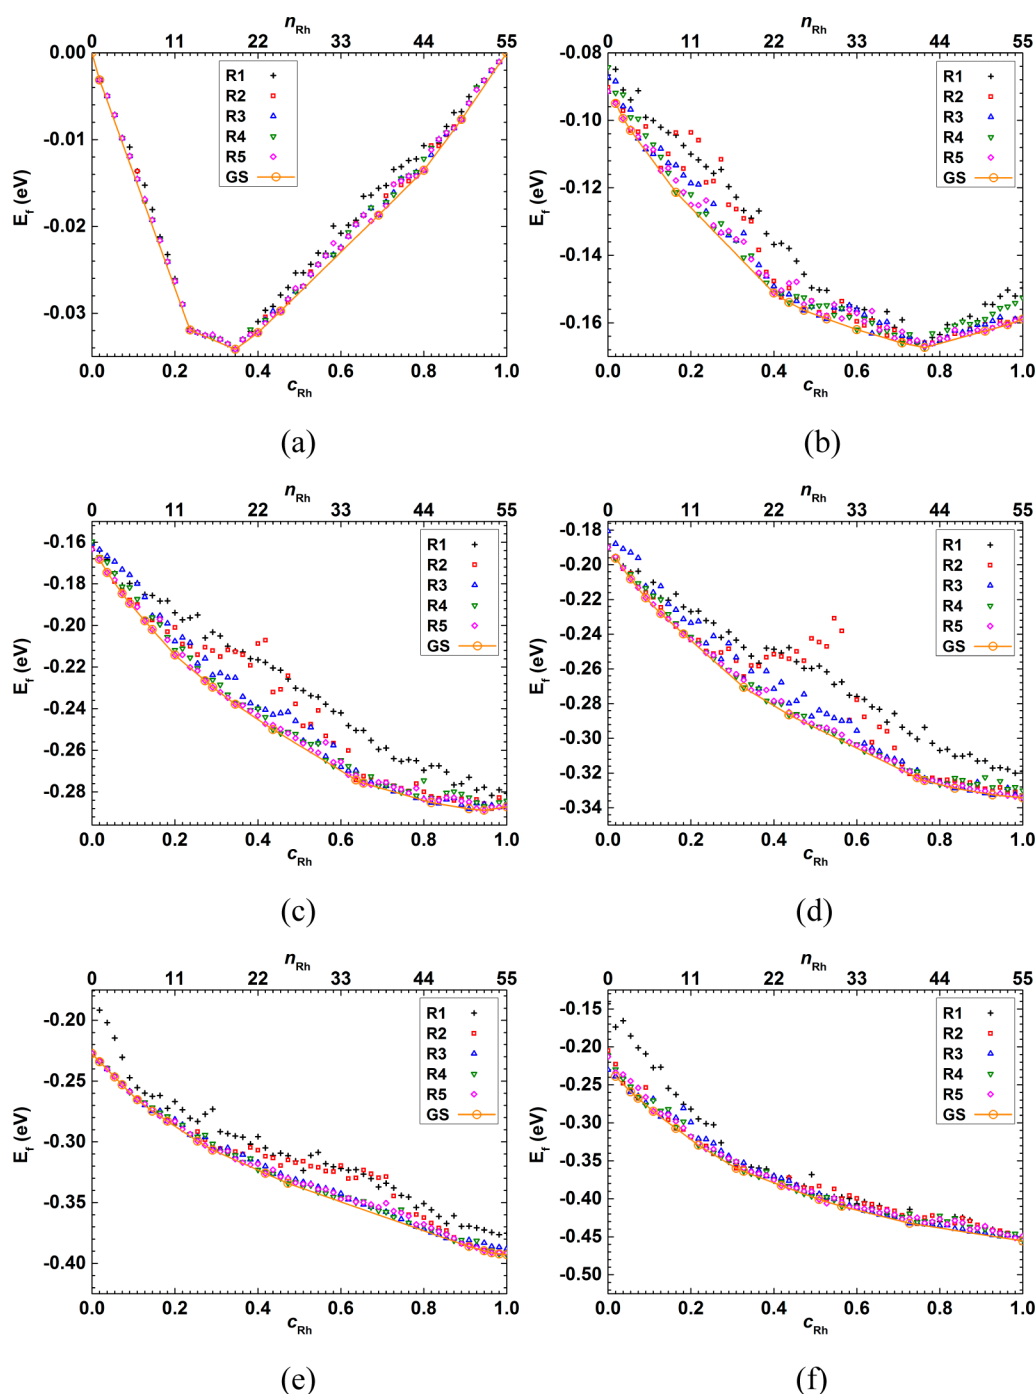 n_Rh
0 11 22 33 44 55
0.00
-0.01
-0.02
-0.03
E_f (eV)
R1
R2
R3
R4
R5
GS
0.0 0.2 0.4 0.6 0.8 1.0
c_Rh
(a)
n_Rh
0 11 22 33 44 55
-0.08
-0.10
-0.12
-0.14
-0.16
E_f (eV)
R1
R2
R3
R4
R5
GS
0.0 0.2 0.4 0.6 0.8 1.0
c_Rh
(b)
n_Rh
0 11 22 33 44 55
-0.16
-0.18
-0.20
-0.22
-0.24
-0.26
-0.28
E_f (eV)
R1
R2
R3
R4
R5
GS
0.0 0.2 0.4 0.6 0.8 1.0
c_Rh
(c)
n_Rh
0 11 22 33 44 55
-0.18
-0.20
-0.22
-0.24
-0.26
-0.28
-0.30
-0.32
-0.34
E_f (eV)
R1
R2
R3
R4
R5
GS
0.0 0.2 0.4 0.6 0.8 1.0
c_Rh
(d)
n_Rh
0 11 22 33 44 55
-0.20
-0.25
-0.30
-0.35
-0.40
E_f (eV)
R1
R2
R3
R4
R5
GS
0.0 0.2 0.4 0.6 0.8 1.0
c_Rh
(e)
n_Rh
0 11 22 33 44 55
-0.15
-0.20
-0.25
-0.30
-0.35
-0.40
-0.45
-0.50
E_f (eV)
R1
R2
R3
R4
R5
GS
0.0 0.2 0.4 0.6 0.8 1.0
c_Rh
(f)